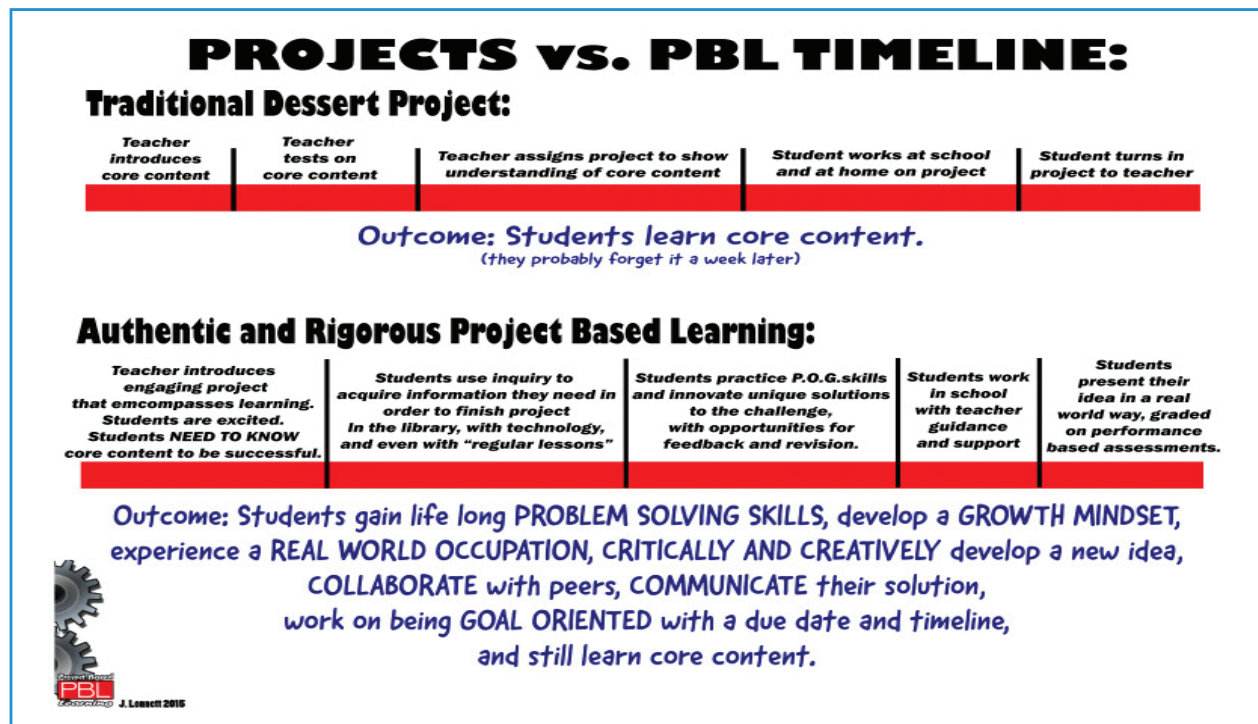 PROJECTS vs. PBL TIMELINE:
Traditional Dessert Project:
Teacher
introduces
core content
Teacher
tests on
core content
Teacher assigns project to show
understanding of core content
Student works at school
and at home on project
Student turns in
project to teacher
Outcome: Students learn core content.
(they probably forget it a week later)
Authentic and Rigorous Project Based Learning:
Teacher introduces
engaging project
that emcompasses learning.
Students are excited.
Students NEED TO KNOW
core content to be successful.
Students use inquiry to
acquire information they need in
order to finish project
In the library, with technology,
and even with “regular lessons”
Students practice P.O.G.skills
and innovate unique solutions
to the challenge,
with opportunities for
feedback and revision.
Students work
in school
with teacher
guidance
and support
Students
present their
idea in a real
world way, graded
on performance
based assessments.
Outcome: Students gain life long PROBLEM SOLVING SKILLS, develop a GROWTH MINDSET,
experience a REAL WORLD OCCUPATION, CRITICALLY AND CREATIVELY develop a new idea,
COLLABORATE with peers, COMMUNICATE their solution,
work on being GOAL ORIENTED with a due date and timeline,
and still learn core content.
Project Based
PBL
Learning
J. Lennett 2015